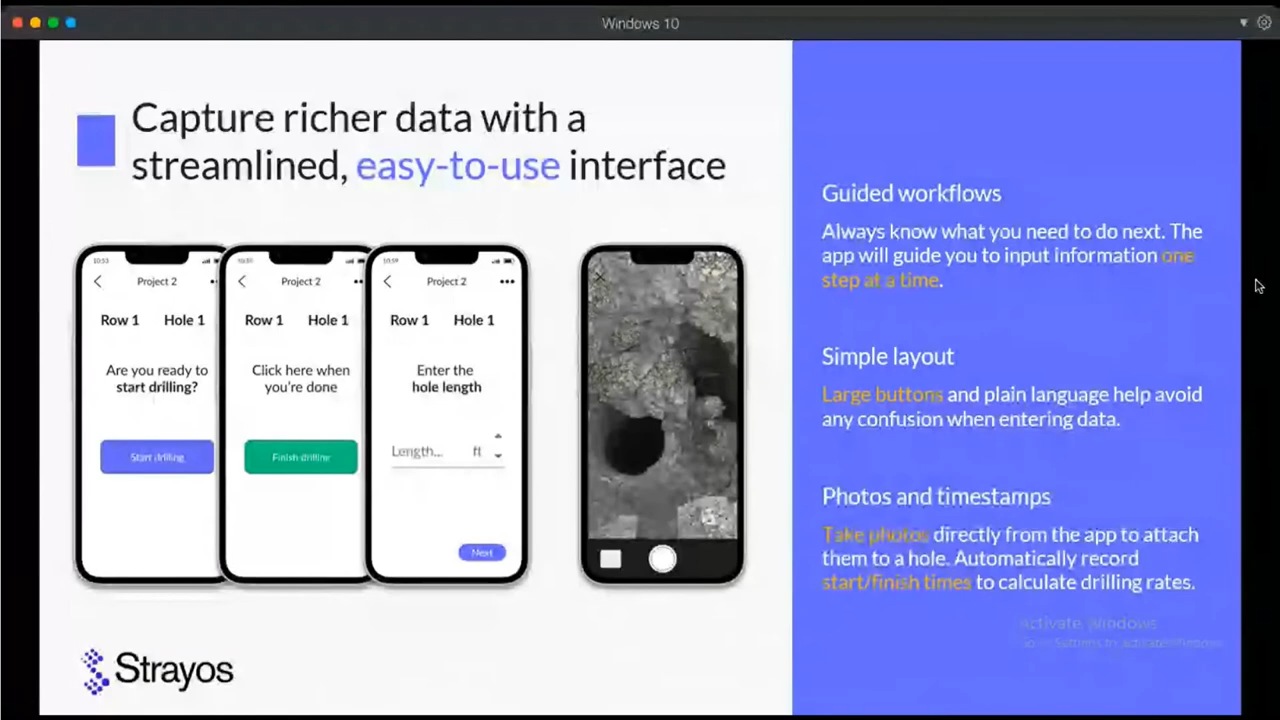 Windows 10
Capture richer data with a
streamlined, easy-to-use interface
Project 2
Row 1 Hole 1
Are you ready to
start drilling?
Start drilling
Project 2
Row 1 Hole 1
Click here when
you're done
Finish drilling
Project 2
Row 1 Hole 1
Enter the
hole length
Length... ft
Next
Strayos
Guided workflows
Always know what you need to do next. The
app will guide you to input information one
step at a time.
Simple layout
Large buttons and plain language help avoid
any confusion when entering data.
Photos and timestamps
Take photos directly from the app to attach
them to a hole. Automatically record
start/finish times to calculate drilling rates.
Activate Windows
Go to Settings to activate Windows.